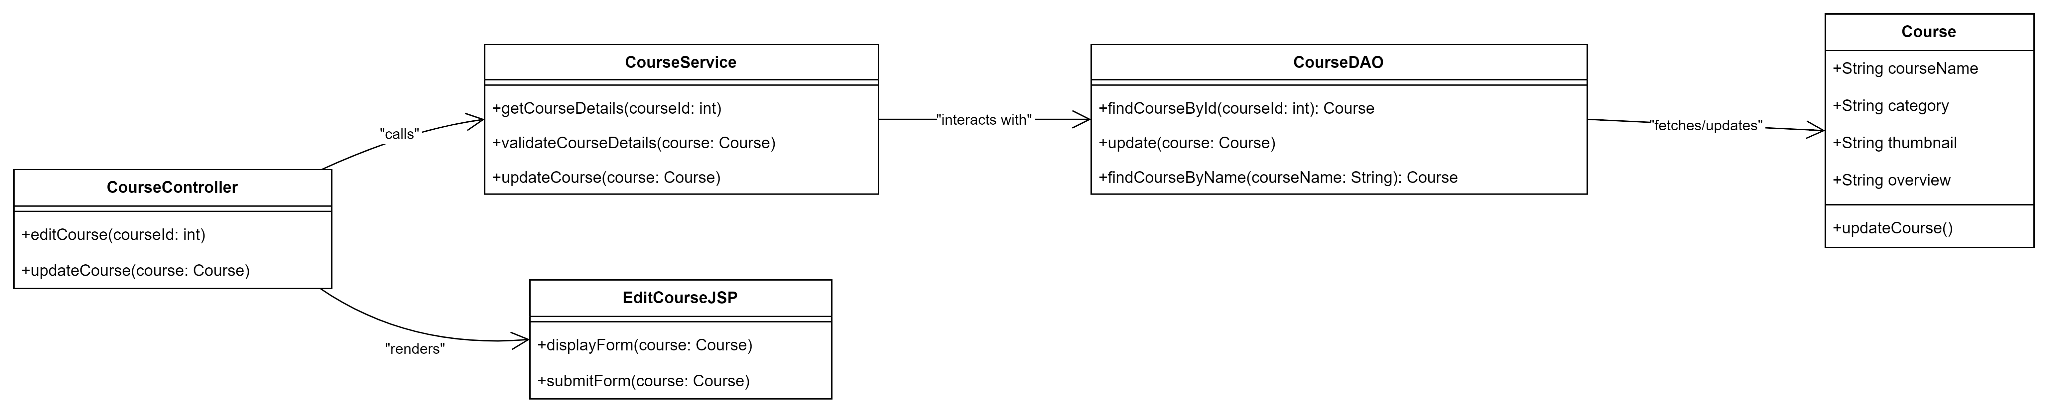 CourseController
+editCourse(courseId: int)
+updateCourse(course: Course)
"calls"
"renders"
CourseService
+getCourseDetails(courseId: int)
+validateCourseDetails(course: Course)
+updateCourse(course: Course)
EditCourseJSP
+displayForm(course: Course)
+submitForm(course: Course)
"interacts with"
CourseDAO
+findCourseById(courseId: int): Course
+update(course: Course)
+findCourseByName(courseName: String): Course
"fetches/updates"
Course
+String courseName
+String category
+String thumbnail
+String overview
+updateCourse()